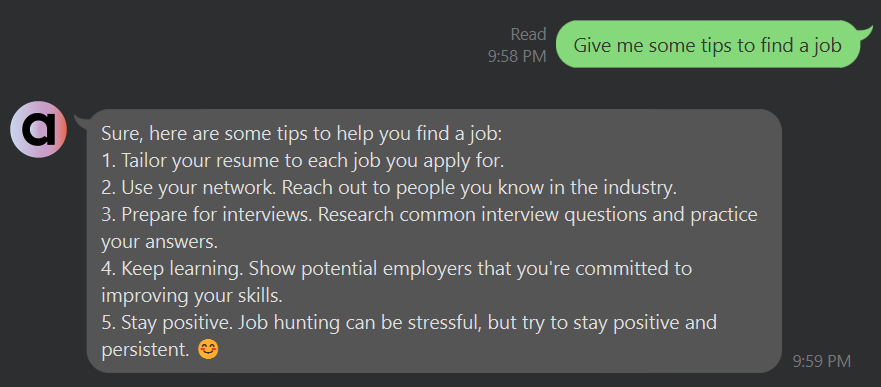 Read
9:58 PM
Give me some tips to find a job
a
Sure, here are some tips to help you find a job:
1. Tailor your resume to each job you apply for.
2. Use your network. Reach out to people you know in the industry.
3. Prepare for interviews. Research common interview questions and practice
your answers.
4. Keep learning. Show potential employers that you're committed to
improving your skills.
5. Stay positive. Job hunting can be stressful, but try to stay positive and
persistent. 😊
9:59 PM